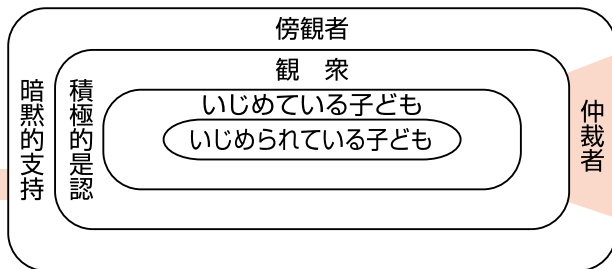 傍観者
観　衆
いじめている子ども
いじめられている子ども
暗黙的支持
積極的是認
仲裁者